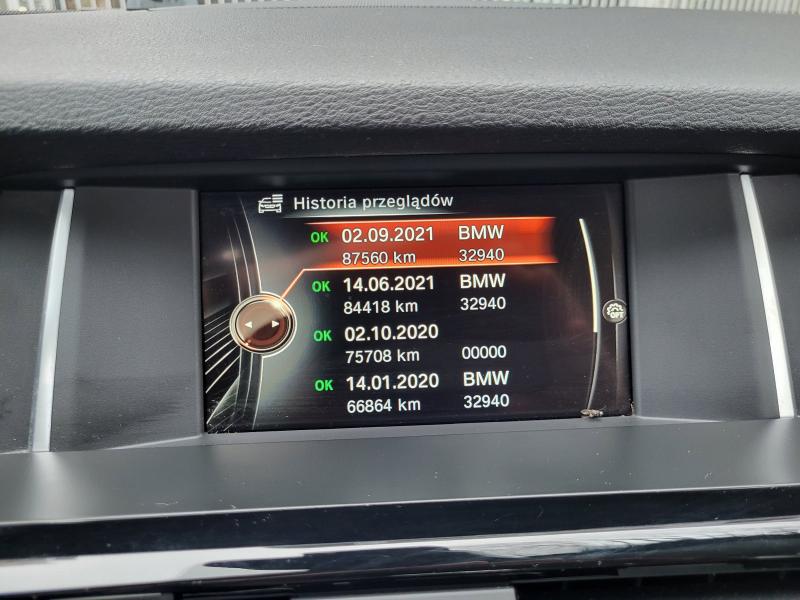 Historia przeglądów
OK 02.09.2021 BMW
87560 km 32940
OK 14.06.2021 BMW
84418 km 32940
OK 02.10.2020
75708 km 00000
OK 14.01.2020 BMW
66864 km 32940
OFF